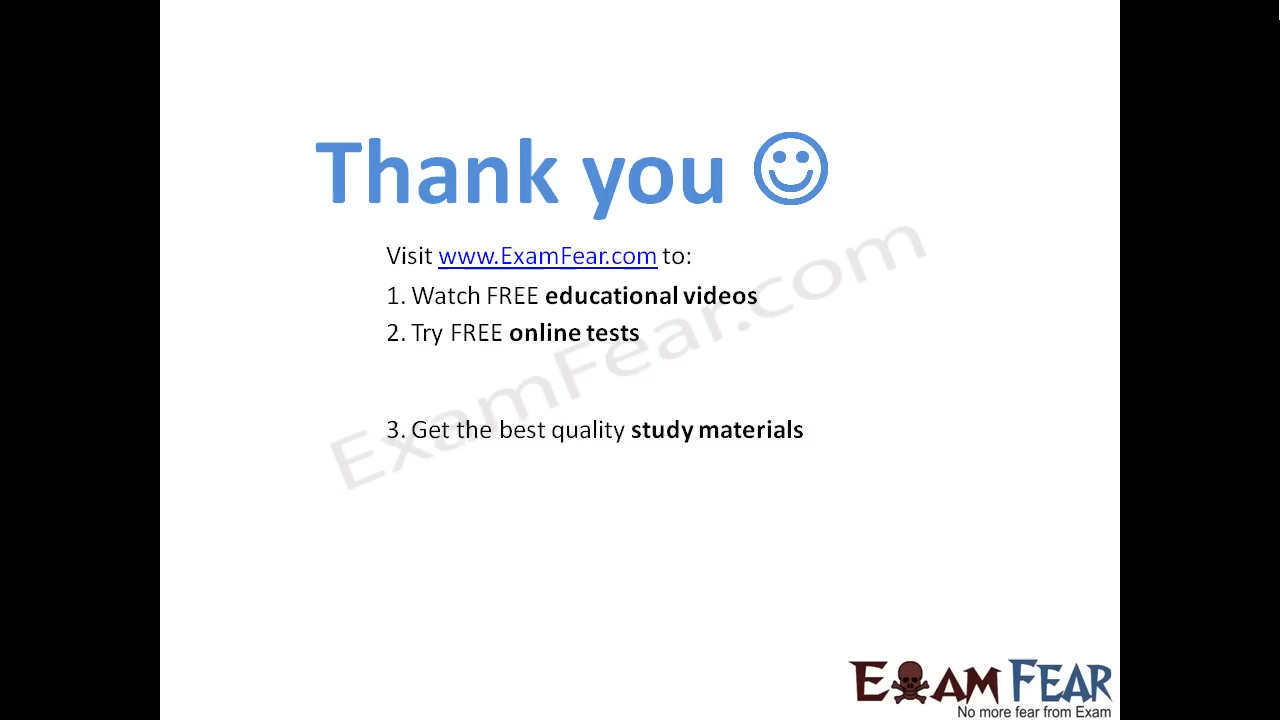 Thank you ☺
Visit www.ExamFear.com to:
1. Watch FREE educational videos
2. Try FREE online tests
3. Get the best quality study materials
ExamFear.com
EXAM FEAR
No more fear from Exam